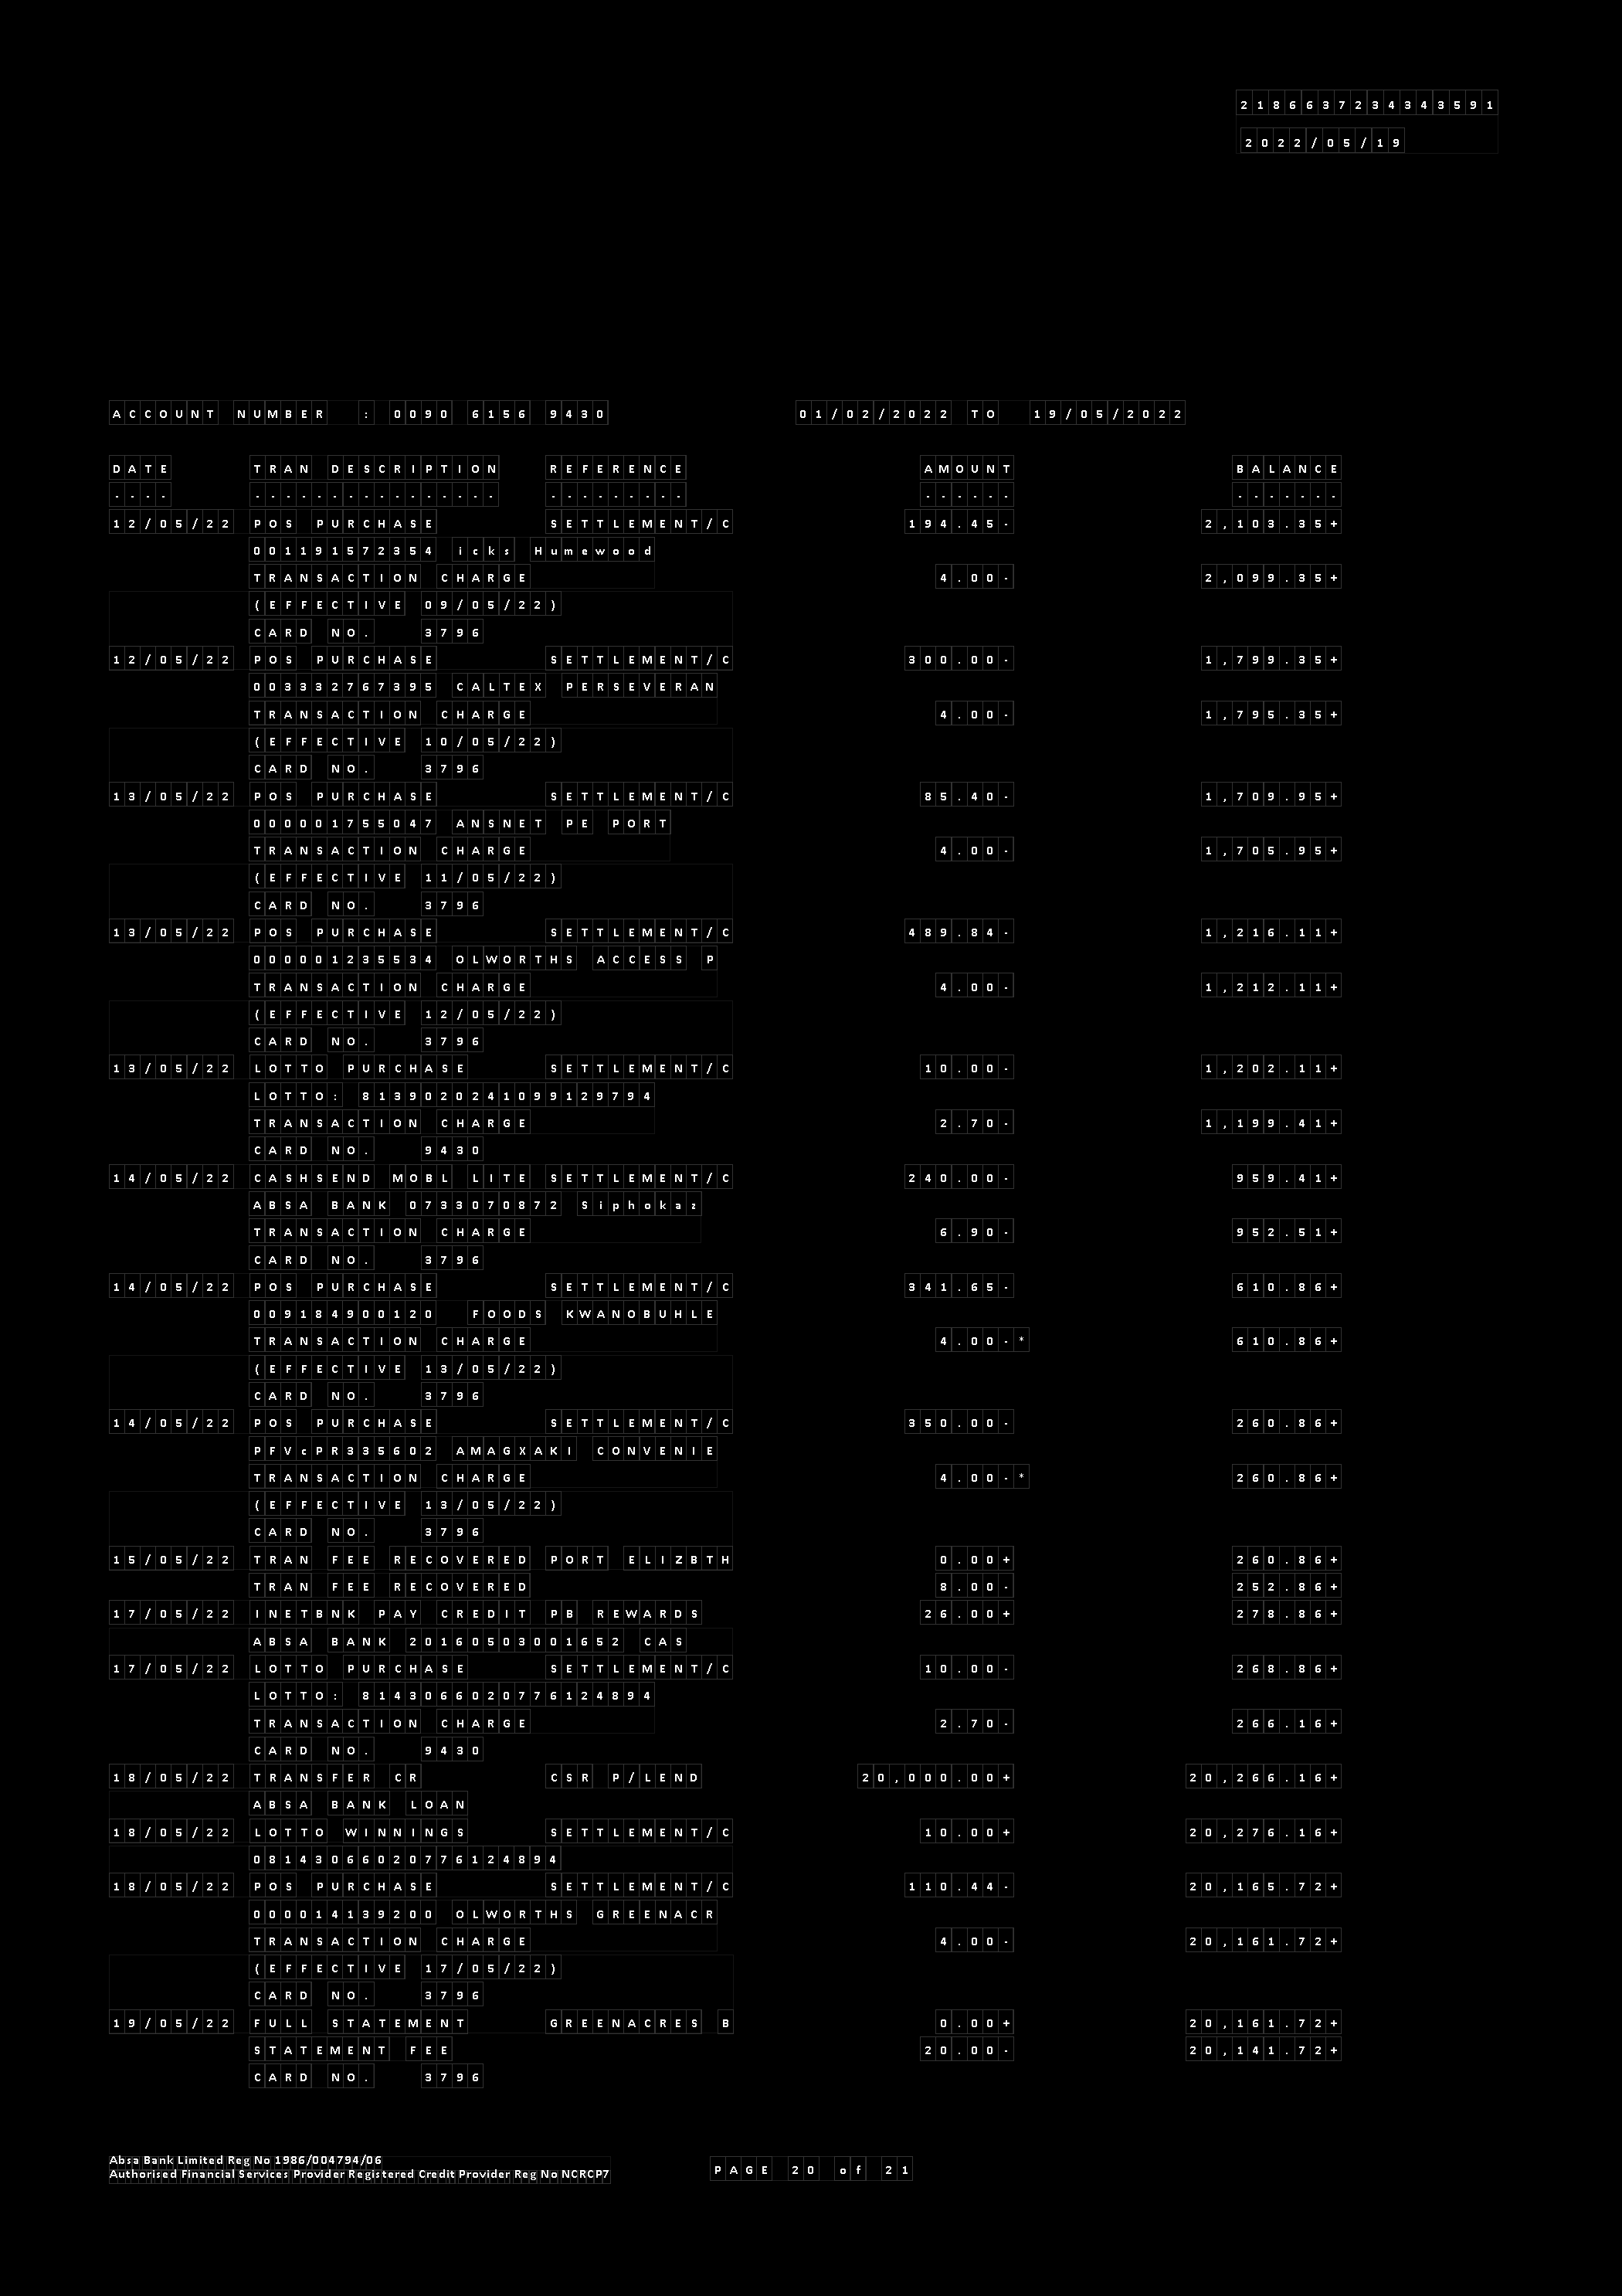 2186637234343591
2022/05/19
ACCOUNT NUMBER : 0090 6156 9430 01/02/2022 TO 19/05/2022
DATE TRAN DESCRIPTION REFERENCE AMOUNT BALANCE
---- ---------------- --------- ------ -------
12/05/22 POS PURCHASE SETTLEMENT/C 194.45- 2,103.35+
001191572354 icks Humewood
TRANSACTION CHARGE 4.00- 2,099.35+
(EFFECTIVE 09/05/22)
CARD NO. 3796
12/05/22 POS PURCHASE SETTLEMENT/C 300.00- 1,799.35+
003332767395 CALTEX PERSEVERAN
TRANSACTION CHARGE 4.00- 1,795.35+
(EFFECTIVE 10/05/22)
CARD NO. 3796
13/05/22 POS PURCHASE SETTLEMENT/C 85.40- 1,709.95+
000001755047 ANSNET PE PORT
TRANSACTION CHARGE 4.00- 1,705.95+
(EFFECTIVE 11/05/22)
CARD NO. 3796
13/05/22 POS PURCHASE SETTLEMENT/C 489.84- 1,216.11+
000001235534 OLWORTHS ACCESS P
TRANSACTION CHARGE 4.00- 1,212.11+
(EFFECTIVE 12/05/22)
CARD NO. 3796
13/05/22 LOTTO PURCHASE SETTLEMENT/C 10.00- 1,202.11+
LOTTO: 8139020241099129794
TRANSACTION CHARGE 2.70- 1,199.41+
CARD NO. 9430
14/05/22 CASHSEND MOBL LITE SETTLEMENT/C 240.00- 959.41+
ABSA BANK 0733070872 Siphokaz
TRANSACTION CHARGE 6.90- 952.51+
CARD NO. 3796
14/05/22 POS PURCHASE SETTLEMENT/C 341.65- 610.86+
009184900120 FOODS KWANOBUHLE
TRANSACTION CHARGE 4.00-* 610.86+
(EFFECTIVE 13/05/22)
CARD NO. 3796
14/05/22 POS PURCHASE SETTLEMENT/C 350.00- 260.86+
PFVcPR335602 AMAGXAKI CONVENIE
TRANSACTION CHARGE 4.00-* 260.86+
(EFFECTIVE 13/05/22)
CARD NO. 3796
15/05/22 TRAN FEE RECOVERED PORT ELIZBTH 0.00+ 260.86+
TRAN FEE RECOVERED 8.00- 252.86+
17/05/22 INETBNK PAY CREDIT PB REWARDS 26.00+ 278.86+
ABSA BANK 20160503001652 CAS
17/05/22 LOTTO PURCHASE SETTLEMENT/C 10.00- 268.86+
LOTTO: 8143066020776124894
TRANSACTION CHARGE 2.70- 266.16+
CARD NO. 9430
18/05/22 TRANSFER CR CSR P/LEND 20,000.00+ 20,266.16+
ABSA BANK LOAN
18/05/22 LOTTO WINNINGS SETTLEMENT/C 10.00+ 20,276.16+
08143066020776124894
18/05/22 POS PURCHASE SETTLEMENT/C 110.44- 20,165.72+
000014139200 OLWORTHS GREENACR
TRANSACTION CHARGE 4.00- 20,161.72+
(EFFECTIVE 17/05/22)
CARD NO. 3796
19/05/22 FULL STATEMENT GREENACRES B 0.00+ 20,161.72+
STATEMENT FEE 20.00- 20,141.72+
CARD NO. 3796
Absa Bank Limited Reg No 1986/004794/06
Authorised Financial Services Provider Registered Credit Provider Reg No NCRCP7
PAGE 20 of 21